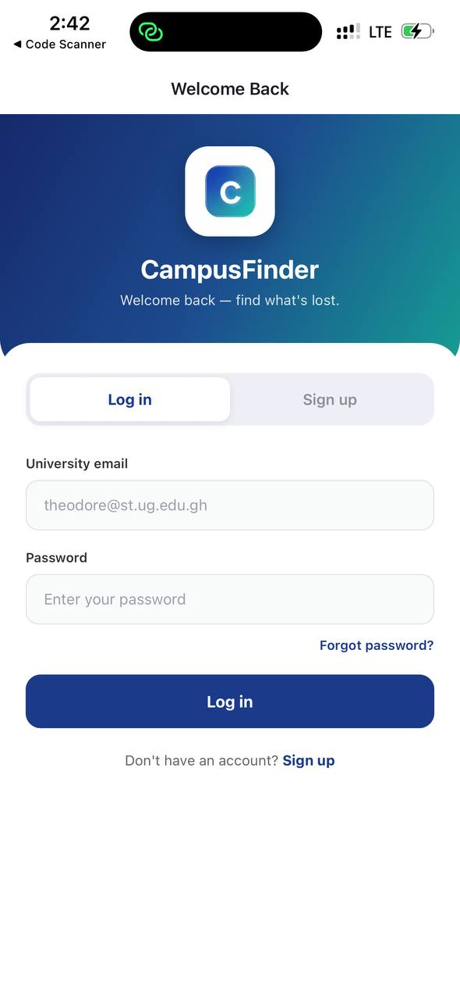 2:42
LTE
◀ Code Scanner
Welcome Back
C
CampusFinder
Welcome back — find what's lost.
Log in
Sign up
University email
theodore@st.ug.edu.gh
Password
Enter your password
Forgot password?
Log in
Don't have an account? Sign up